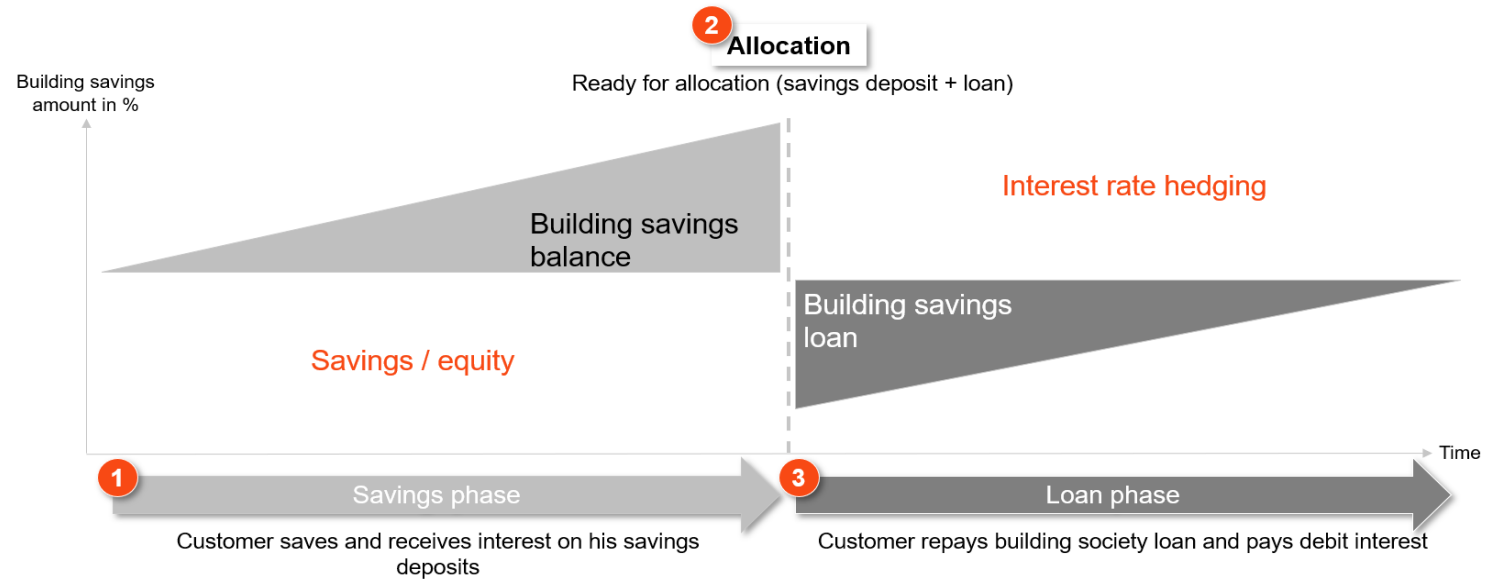 2
Allocation
Ready for allocation (savings deposit + loan)
Building savings
amount in %
Interest rate hedging
Building savings
balance
Building savings
loan
Savings / equity
Time
1
Savings phase
3
Loan phase
Customer saves and receives interest on his savings
deposits
Customer repays building society loan and pays debit interest